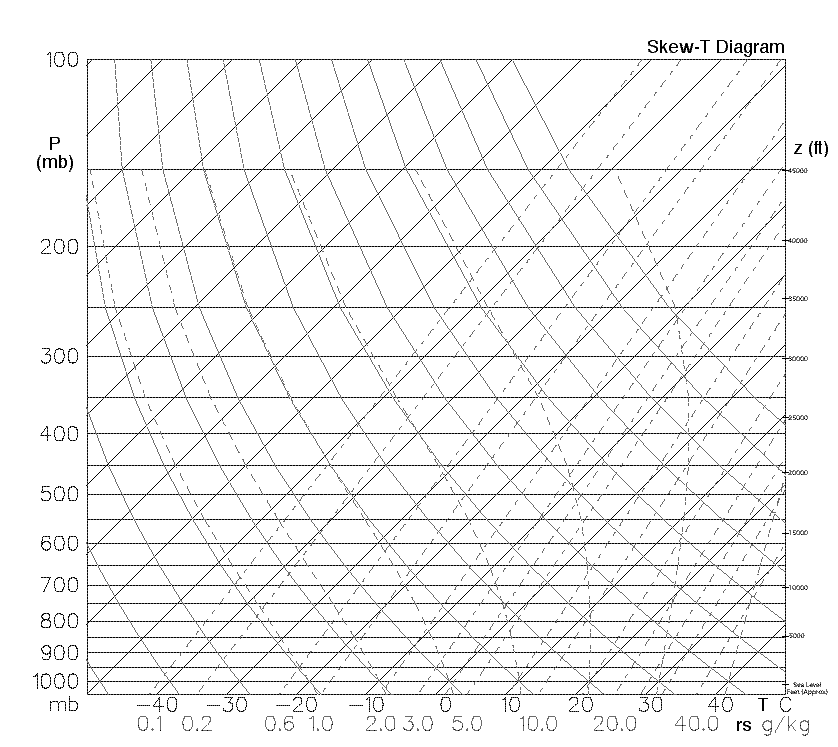 Skew-T Diagram
100
P
(mb)
z (ft)
45000
200
40000
35000
300
30000
25000
400
20000
500
15000
600
700
10000
800
5000
900
1000
Sea Level
Feet (Approx)
mb -40 -30 -20 -10 0 10 20 30 40 T C
0.1 0.2 0.6 1.0 2.0 3.0 5.0 10.0 20.0 40.0 rs g/kg